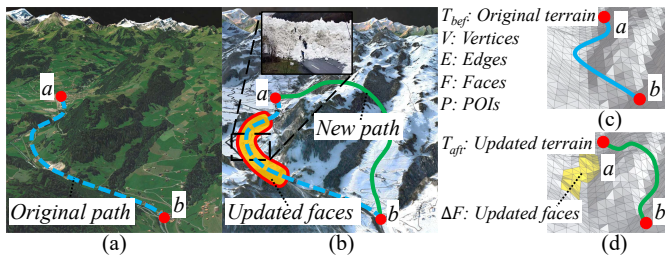 a
Original path
b
(a)
a
New path
Updated faces
b
(b)
T_bef: Original terrain
V: Vertices
E: Edges
F: Faces
P: POIs
a
b
(c)
T_aft: Updated terrain
a
ΔF: Updated faces
b
(d)